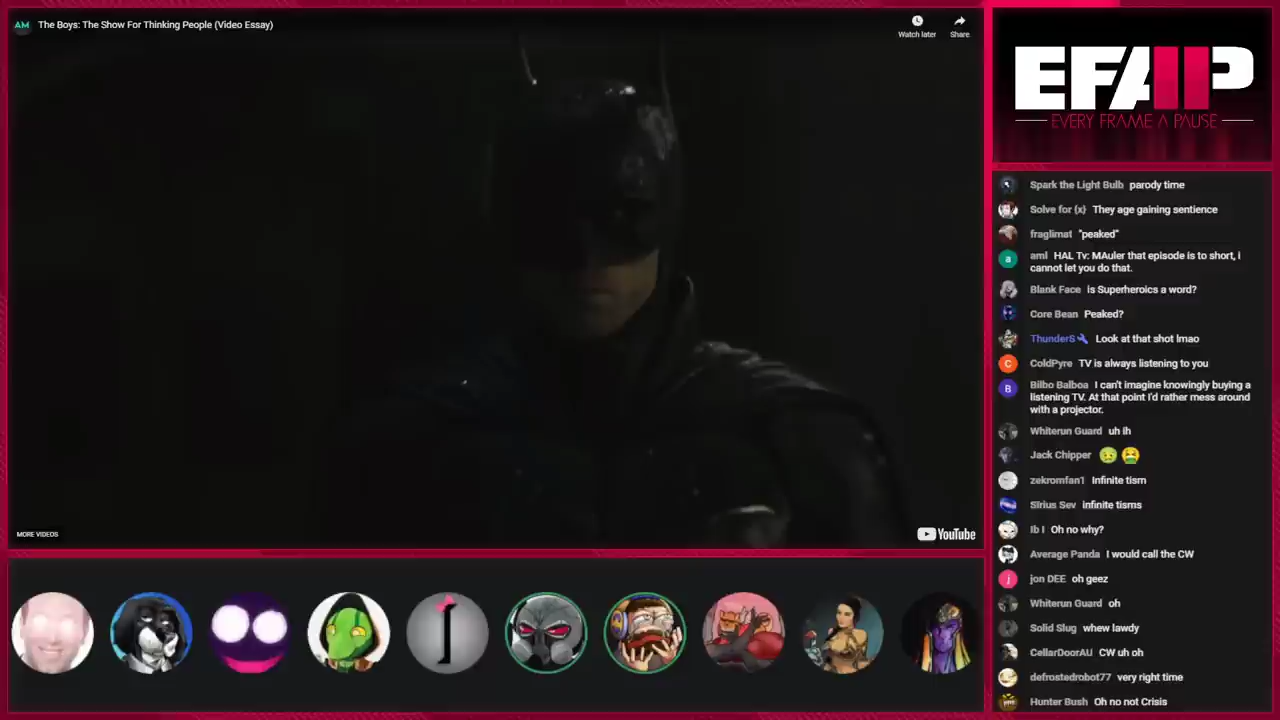 AM The Boys: The Show For Thinking People (Video Essay)
Watch later
Share
MORE VIDEOS
YouTube
EFAP
EVERY FRAME A PAUSE
Spark the Light Bulb parody time
Solve for {x} They age gaining sentience
fraglimat "peaked"
a aml HAL Tv: MAuler that episode is to short, i
cannot let you do that.
Blank Face is Superheroics a word?
Core Bean Peaked?
ThunderS Look at that shot lmao
C ColdPyre TV is always listening to you
B Bilbo Balboa I can't imagine knowingly buying a
listening TV. At that point I'd rather mess around
with a projector.
Whiterun Guard uh ih
Jack Chipper 🤢 🤮
zekromfan1 Infinite tism
Sîrius Sev infinite tisms
Ib I Oh no why?
Average Panda I would call the CW
j jon DEE oh geez
Whiterun Guard oh
Solid Slug whew lawdy
CellarDoorAU CW uh oh
defrostedrobot77 very right time
Hunter Bush Oh no not Crisis